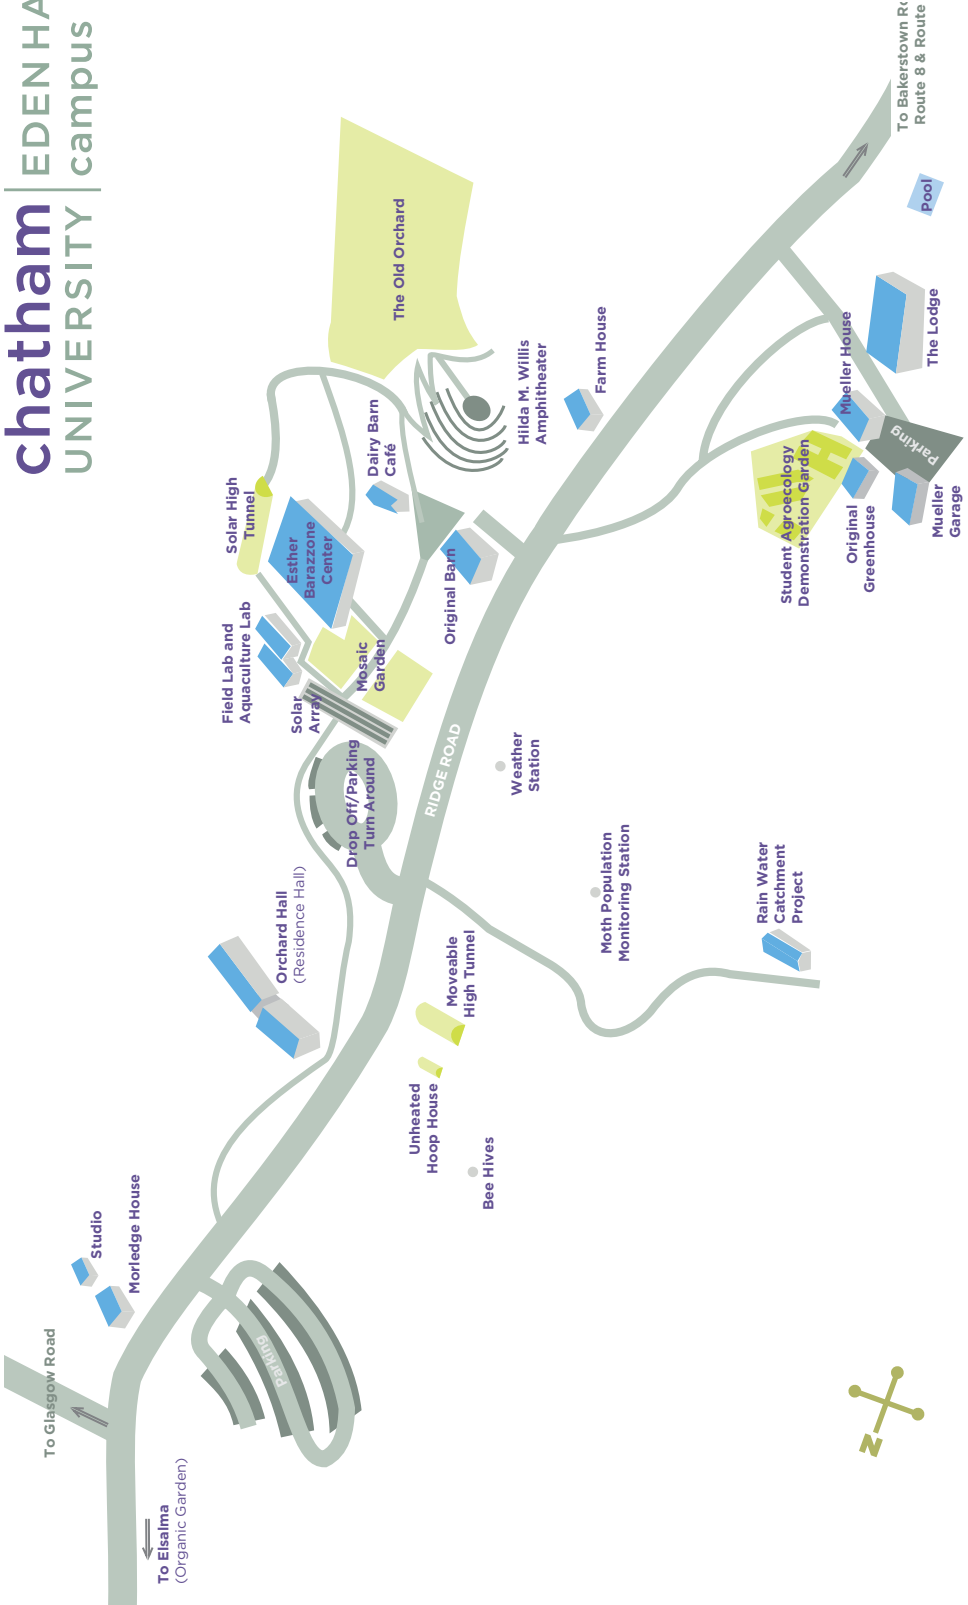 chatham
UNIVERSITY
EDEN HA
campus
To Bakerstown R
Route 8 & Route
Pool
The Old Orchard
The Lodge
Mueller House
Farm House
Hilda M. Willis
Amphitheater
Dairy Barn
Café
Parking
Mueller
Garage
Original
Greenhouse
Student Agroecology
Demonstration Garden
Solar High
Tunnel
Esther
Barazzone
Center
Original Barn
Field Lab and
Aquaculture Lab
Mosaic
Garden
Solar
Array
RIDGE ROAD
Weather
Station
Drop Off/Parking
Turn Around
Moth Population
Monitoring Station
Rain Water
Catchment
Project
Orchard Hall
(Residence Hall)
Moveable
High Tunnel
Unheated
Hoop House
Bee Hives
Studio
Morledge House
Parking
To Glasgow Road
To Elsalma
(Organic Garden)
N